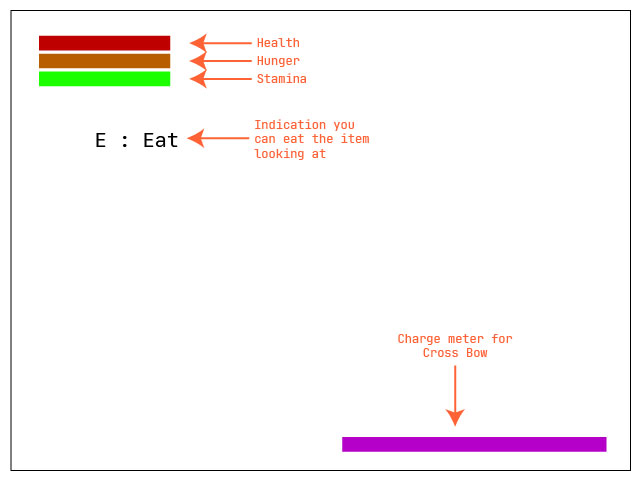 Health
Hunger
Stamina
E : Eat
Indication you
can eat the item
looking at
Charge meter for
Cross Bow